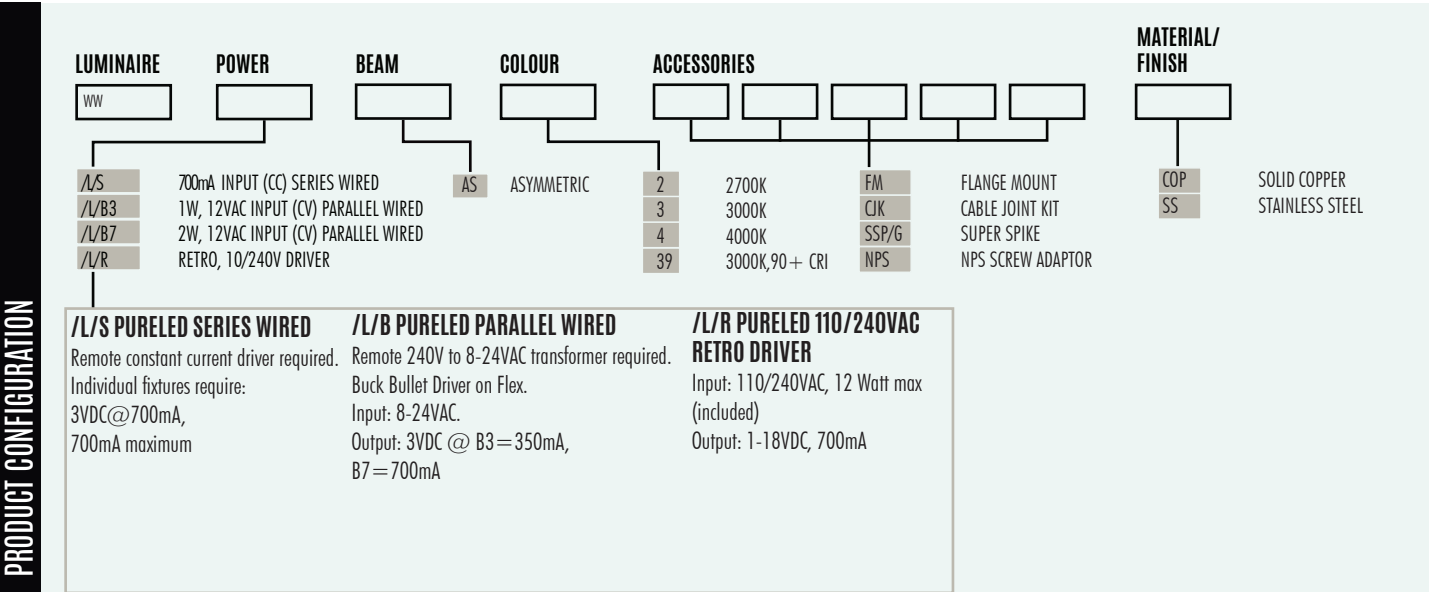 PRODUCT CONFIGURATION
LUMINAIRE POWER BEAM COLOUR ACCESSORIES MATERIAL/
FINISH
WW
/L/S 700mA INPUT (CC) SERIES WIRED
/L/B3 1W, 12VAC INPUT (CV) PARALLEL WIRED
/L/B7 2W, 12VAC INPUT (CV) PARALLEL WIRED
/L/R RETRO, 10/240V DRIVER
AS ASYMMETRIC
2 2700K
3 3000K
4 4000K
39 3000K,90+ CRI
FM FLANGE MOUNT
CJK CABLE JOINT KIT
SSP/G SUPER SPIKE
NPS NPS SCREW ADAPTOR
COP SOLID COPPER
SS STAINLESS STEEL
/L/S PURELED SERIES WIRED
Remote constant current driver required.
Individual fixtures require:
3VDC@700mA,
700mA maximum
/L/B PURELED PARALLEL WIRED
Remote 240V to 8-24VAC transformer required.
Buck Bullet Driver on Flex.
Input: 8-24VAC.
Output: 3VDC @ B3=350mA,
B7=700mA
/L/R PURELED 110/240VAC
RETRO DRIVER
Input: 110/240VAC, 12 Watt max
(included)
Output: 1-18VDC, 700mA